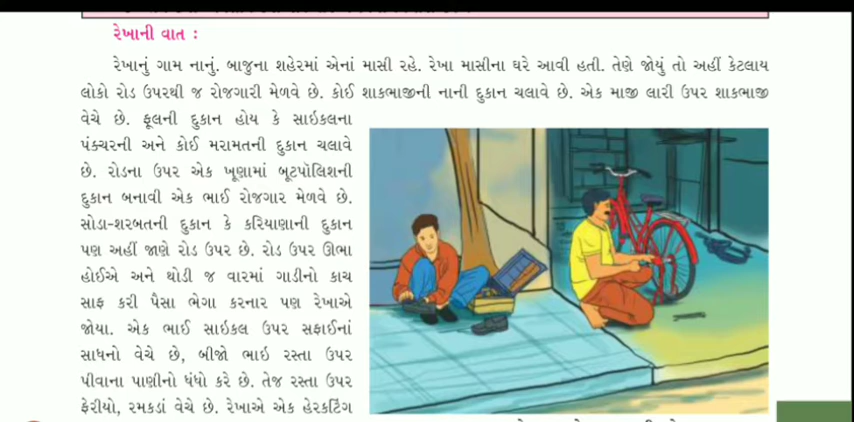 રેખાની વાત :
રેખાનું ગામ નાનું. બાજુના શહેરમાં એનાં માસી રહે. રેખા માસીના ઘરે આવી હતી. તેણે જોયું તો અહીં કેટલાય
લોકો રોડ ઉપરથી જ રોજગારી મેળવે છે. કોઈ શાકભાજીની નાની દુકાન ચલાવે છે. એક માજી લારી ઉપર શાકભાજી
વેચે છે. ફૂલની દુકાન હોય કે સાઇકલના
પંક્ચરની અને કોઈ મરામતની દુકાન ચલાવે
છે. રોડના ઉપર એક ખૂણામાં બૂટપૉલિશની
દુકાન બનાવી એક ભાઈ રોજગાર મેળવે છે.
સોડા-શરબતની દુકાન કે કરિયાણાની દુકાન
પણ અહીં જાણે રોડ ઉપર છે. રોડ ઉપર ઊભા
હોઈએ અને થોડી જ વારમાં ગાડીનો કાચ
સાફ કરી પૈસા ભેગા કરનાર પણ રેખાએ
જોયા. એક ભાઈ સાઇકલ ઉપર સફાઈનાં
સાધનો વેચે છે, બીજો ભાઇ રસ્તા ઉપર
પીવાના પાણીનો ધંધો કરે છે. તેજ રસ્તા ઉપર
ફેરીયો, રમકડાં વેચે છે. રેખાએ એક હેરકટિંગ